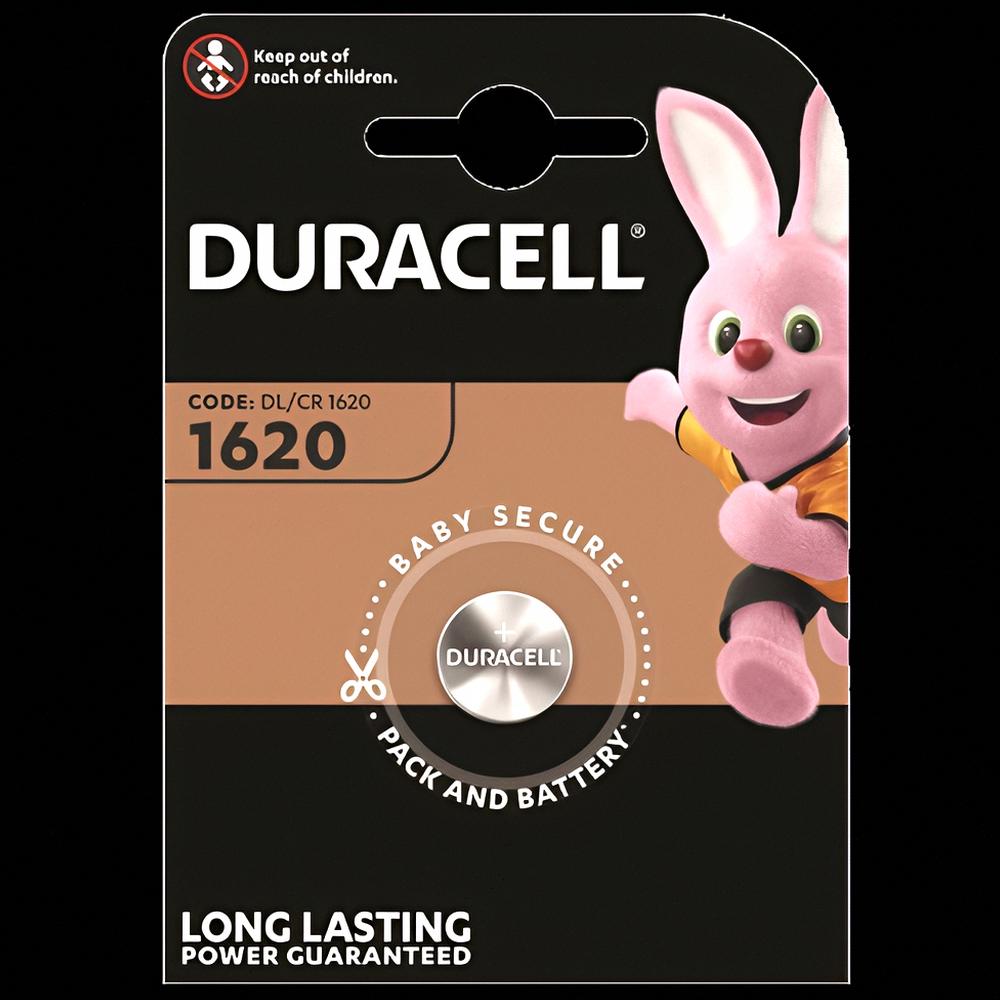 Keep out of
reach of children.
DURACELL®
CODE: DL/CR 1620
1620
BABY SECURE
+
DURACELL
PACK AND BATTERY
LONG LASTING
POWER GUARANTEED